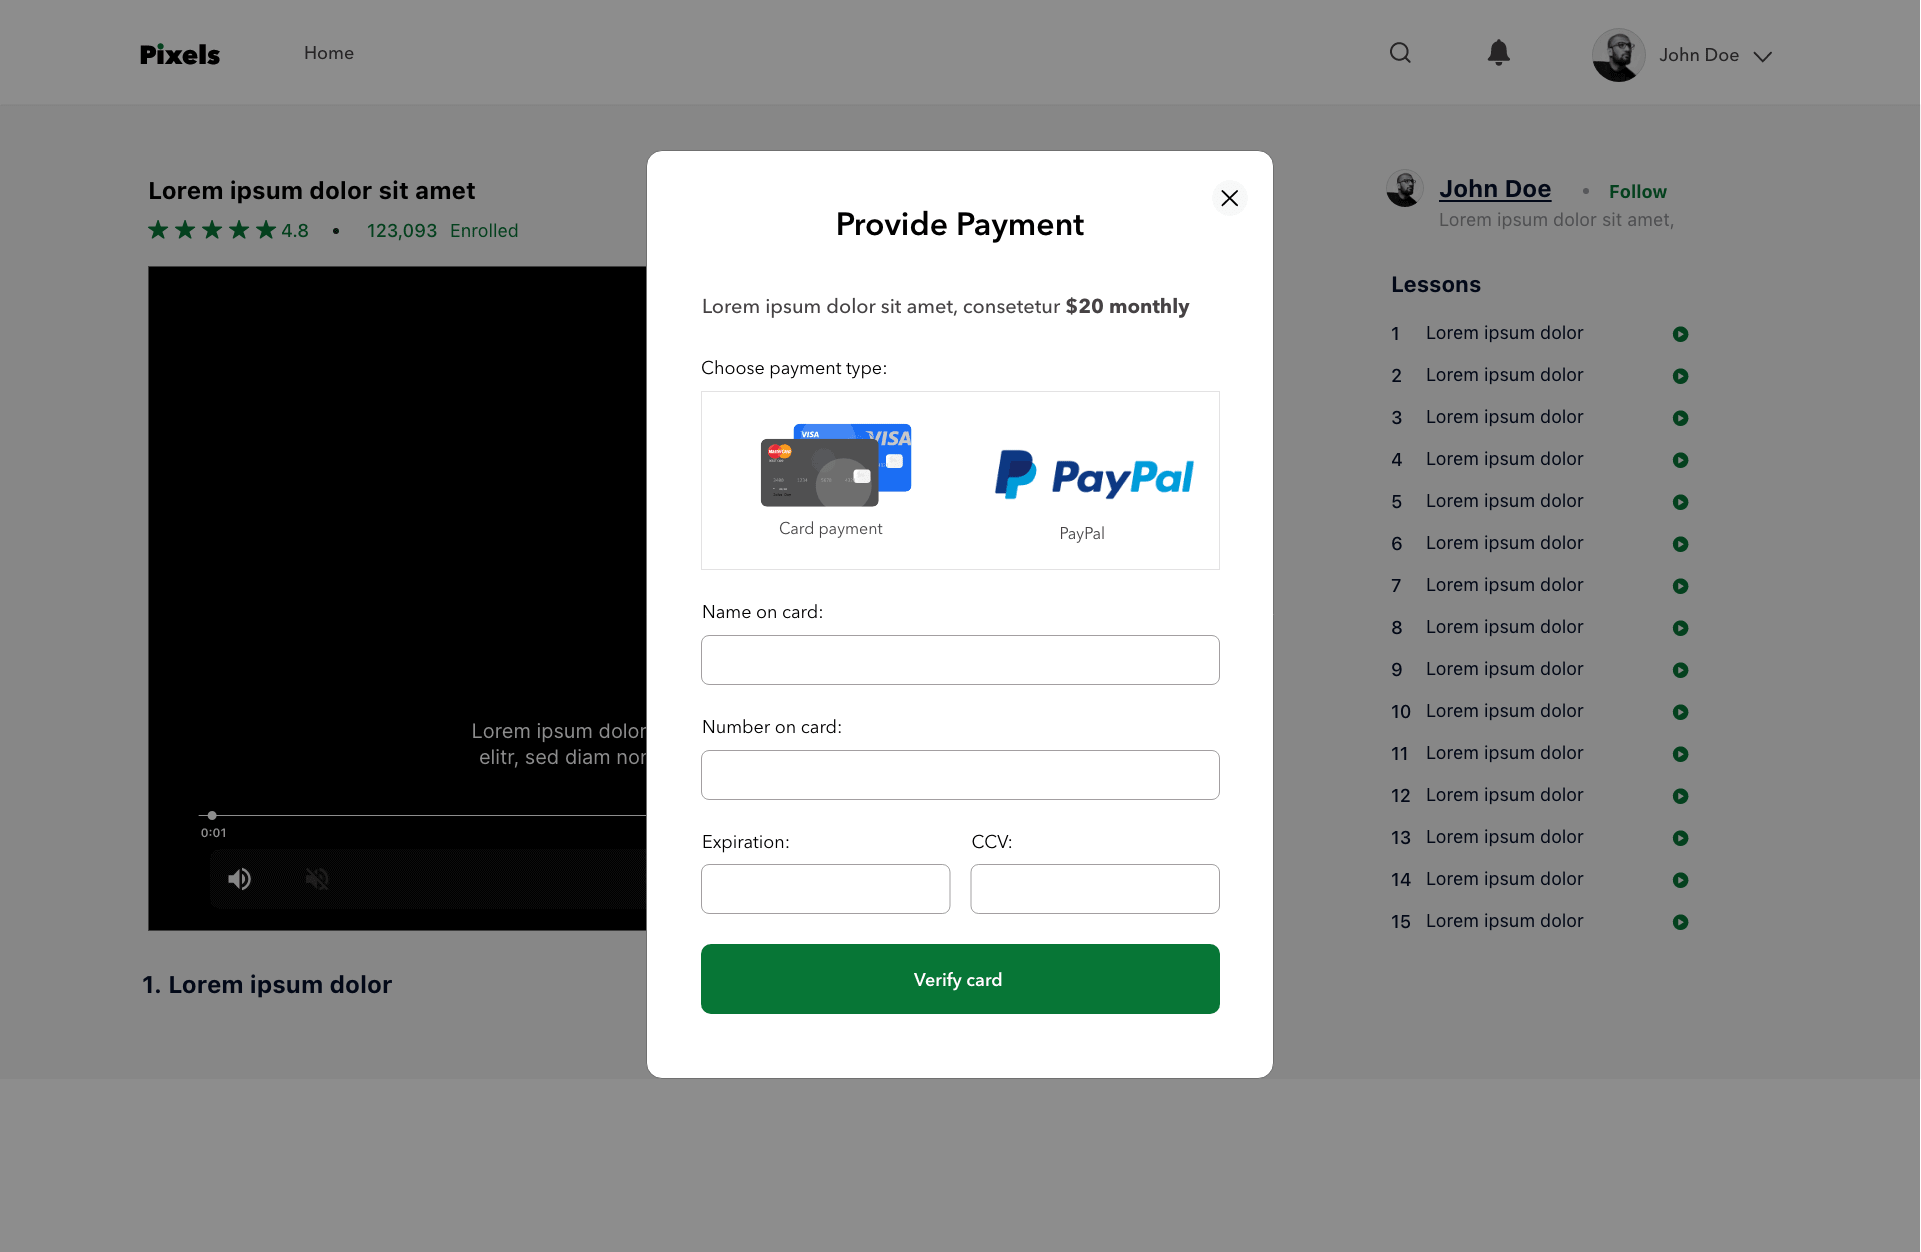 Pixels
Home
John Doe
Lorem ipsum dolor sit amet
4.8 • 123,093 Enrolled
Lorem ipsum dolor
elitr, sed diam nor
0:01
1. Lorem ipsum dolor
Provide Payment
Lorem ipsum dolor sit amet, consetetur $20 monthly
Choose payment type:
VISA
VISA
Card payment
PayPal
PayPal
Name on card:
Number on card:
Expiration:
CCV:
Verify card
John Doe • Follow
Lorem ipsum dolor sit amet,
Lessons
1 Lorem ipsum dolor
2 Lorem ipsum dolor
3 Lorem ipsum dolor
4 Lorem ipsum dolor
5 Lorem ipsum dolor
6 Lorem ipsum dolor
7 Lorem ipsum dolor
8 Lorem ipsum dolor
9 Lorem ipsum dolor
10 Lorem ipsum dolor
11 Lorem ipsum dolor
12 Lorem ipsum dolor
13 Lorem ipsum dolor
14 Lorem ipsum dolor
15 Lorem ipsum dolor